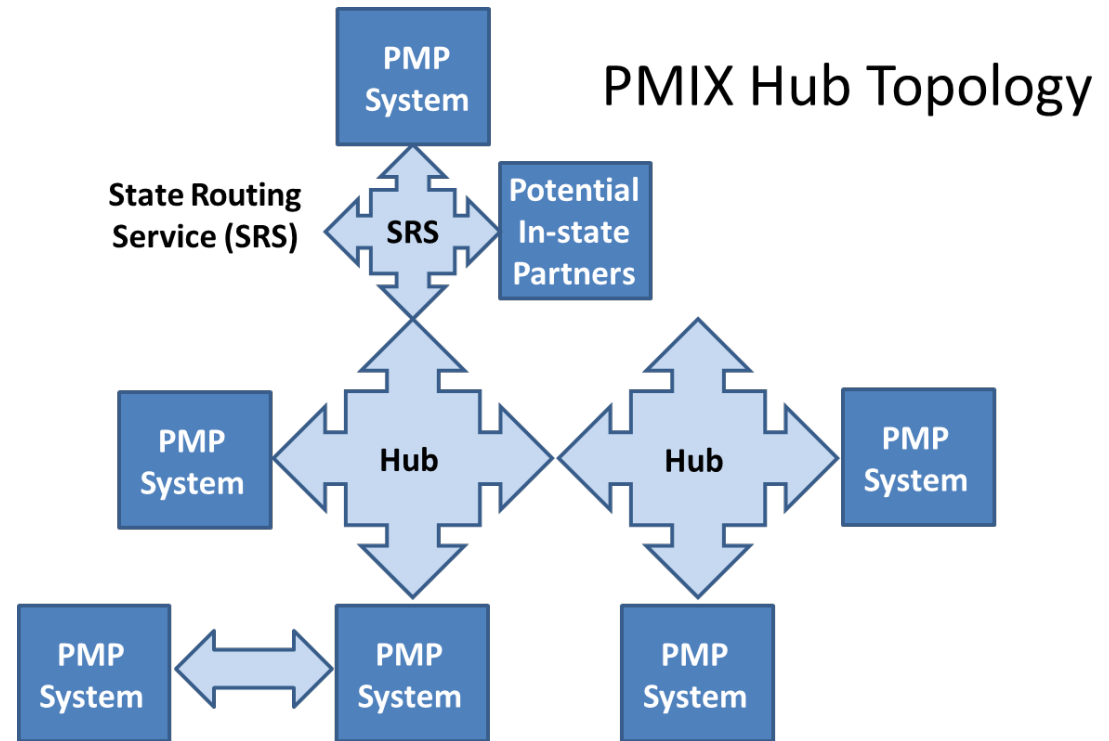 PMP
System
PMIX Hub Topology
State Routing
Service (SRS)
SRS
Potential
In-state
Partners
PMP
System
Hub
Hub
PMP
System
PMP
System
PMP
System
PMP
System